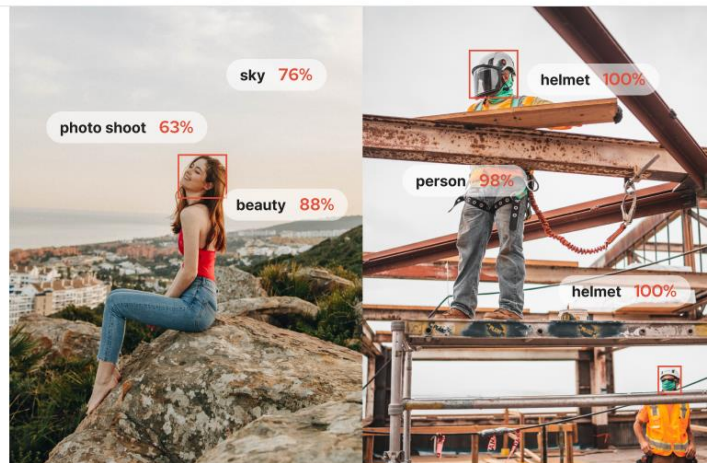 sky 76%
photo shoot 63%
beauty 88%
helmet 100%
person 98%
helmet 100%